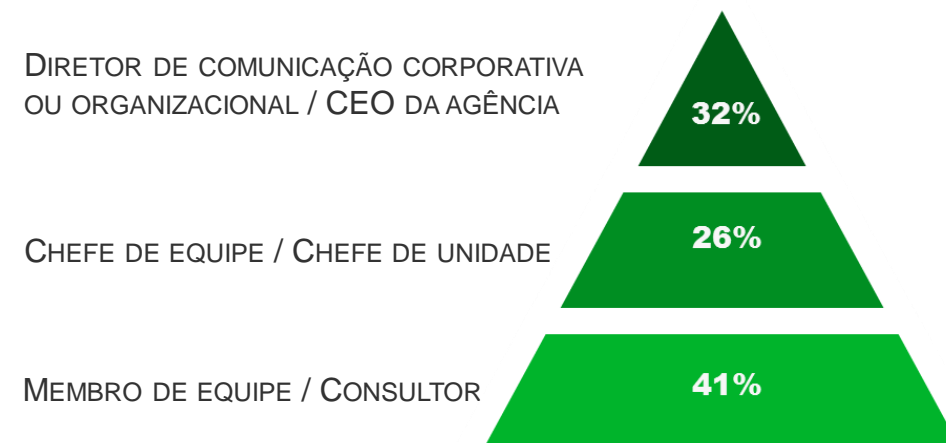 DIRETOR DE COMUNICAÇÃO CORPORATIVA
OU ORGANIZACIONAL / CEO DA AGÊNCIA
32%
CHEFE DE EQUIPE / CHEFE DE UNIDADE
26%
MEMBRO DE EQUIPE / CONSULTOR
41%